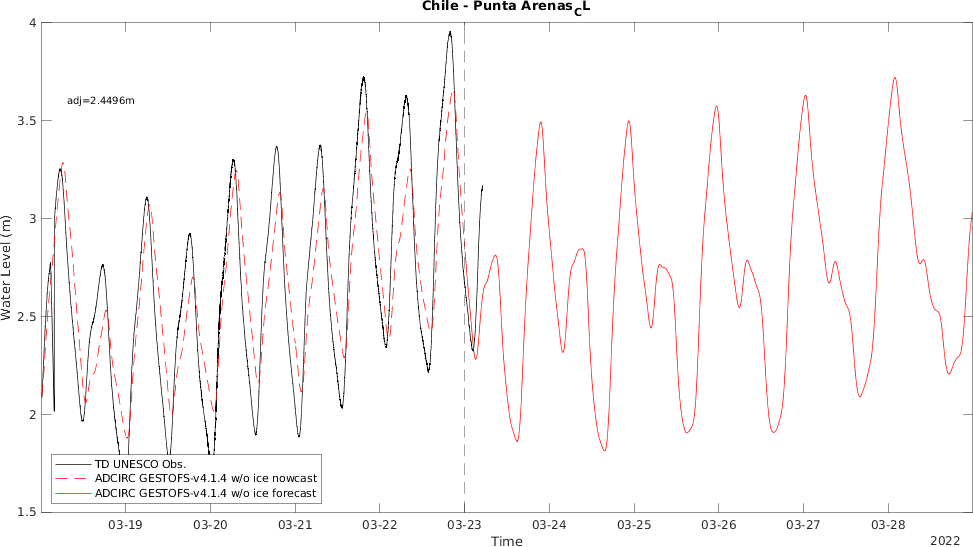 Chile - Punta Arenas_CL
4
3.5
3
2.5
2
1.5
Water Level (m)
adj=2.4496m
TD UNESCO Obs.
ADCIRC GESTOFS-v4.1.4 w/o ice nowcast
ADCIRC GESTOFS-v4.1.4 w/o ice forecast
03-19 03-20 03-21 03-22 03-23 03-24 03-25 03-26 03-27 03-28
Time
2022